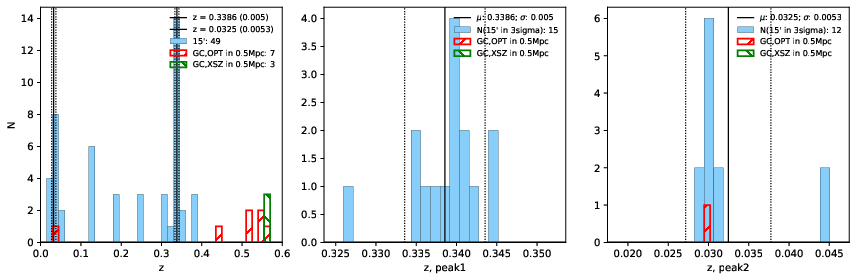 z = 0.3386 (0.005)
z = 0.0325 (0.0053)
15': 49
GC,OPT in 0.5Mpc: 7
GC,XSZ in 0.5Mpc: 3
14
12
10
8
6
4
2
0
N
0.0 0.1 0.2 0.3 0.4 0.5 0.6
z
μ: 0.3386; σ: 0.005
N(15' in 3sigma): 15
GC,OPT in 0.5Mpc
GC,XSZ in 0.5Mpc
4.0
3.5
3.0
2.5
2.0
1.5
1.0
0.5
0.0
0.325 0.330 0.335 0.340 0.345 0.350
z, peak1
μ: 0.0325; σ: 0.0053
N(15' in 3sigma): 12
GC,OPT in 0.5Mpc
GC,XSZ in 0.5Mpc
6
5
4
3
2
1
0
0.020 0.025 0.030 0.035 0.040 0.045
z, peak2